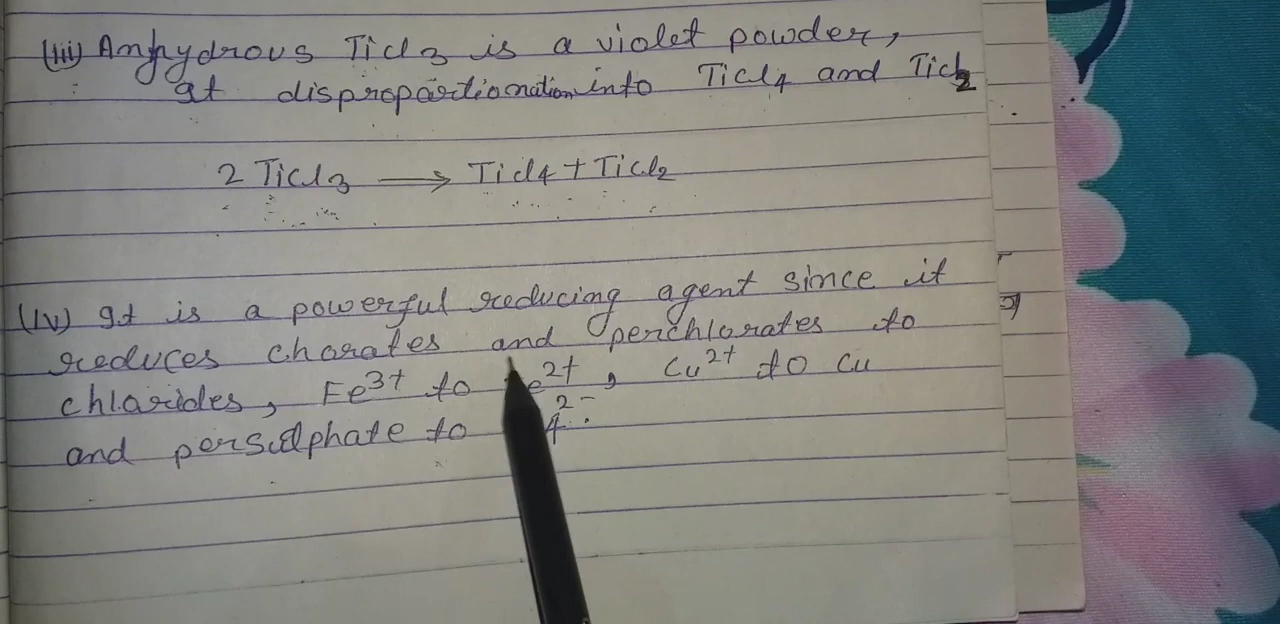 (iii) Anhydrous TiCl3 is a violet powder,
It disproportionation into TiCl4 and TiCl2
2 TiCl3 ⟶ TiCl4 + TiCl2
(iv) It is a powerful reducing agent since it
reduces chorates and perchlorates to
chlorides, Fe3+ to e2+, Cu2+ to Cu
and persulphate to 4 2-.